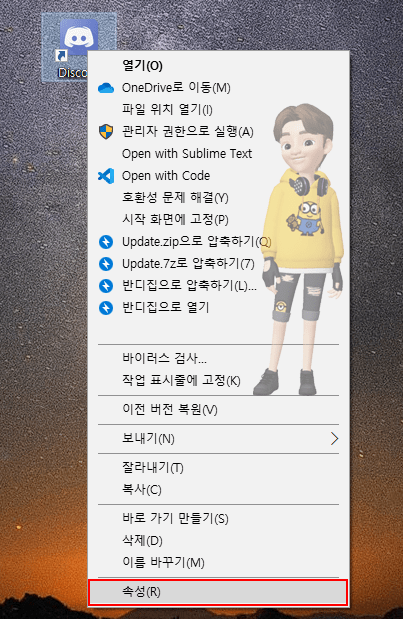 Disco
열기(O)
OneDrive로 이동(M)
파일 위치 열기(I)
관리자 권한으로 실행(A)
Open with Sublime Text
Open with Code
호환성 문제 해결(Y)
시작 화면에 고정(P)
Update.zip으로 압축하기(Q)
Update.7z로 압축하기(7)
반디집으로 압축하기(L)...
반디집으로 열기
바이러스 검사...
작업 표시줄에 고정(K)
이전 버전 복원(V)
보내기(N)
잘라내기(T)
복사(C)
바로 가기 만들기(S)
삭제(D)
이름 바꾸기(M)
속성(R)